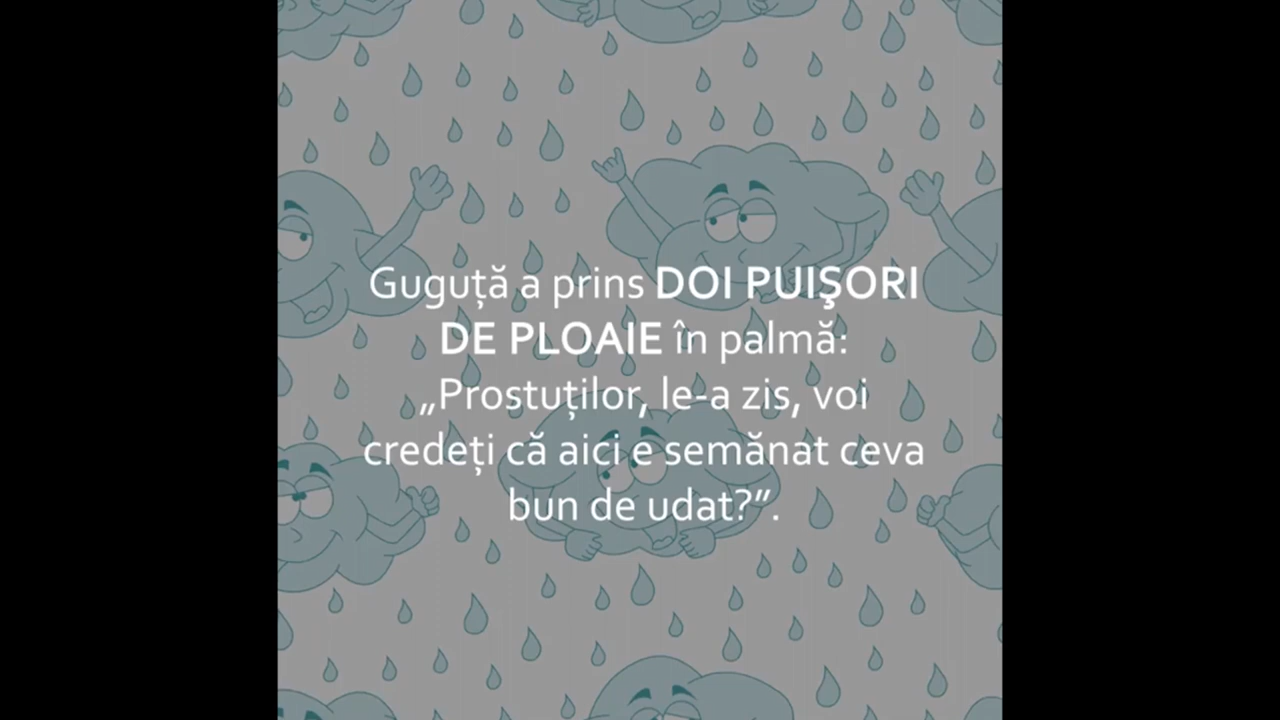 Guguță a prins DOI PUIŞORI
DE PLOAIE în palmă:
„Prostuților, le-a zis, voi
credeți că aici e semănat ceva
bun de udat?”.